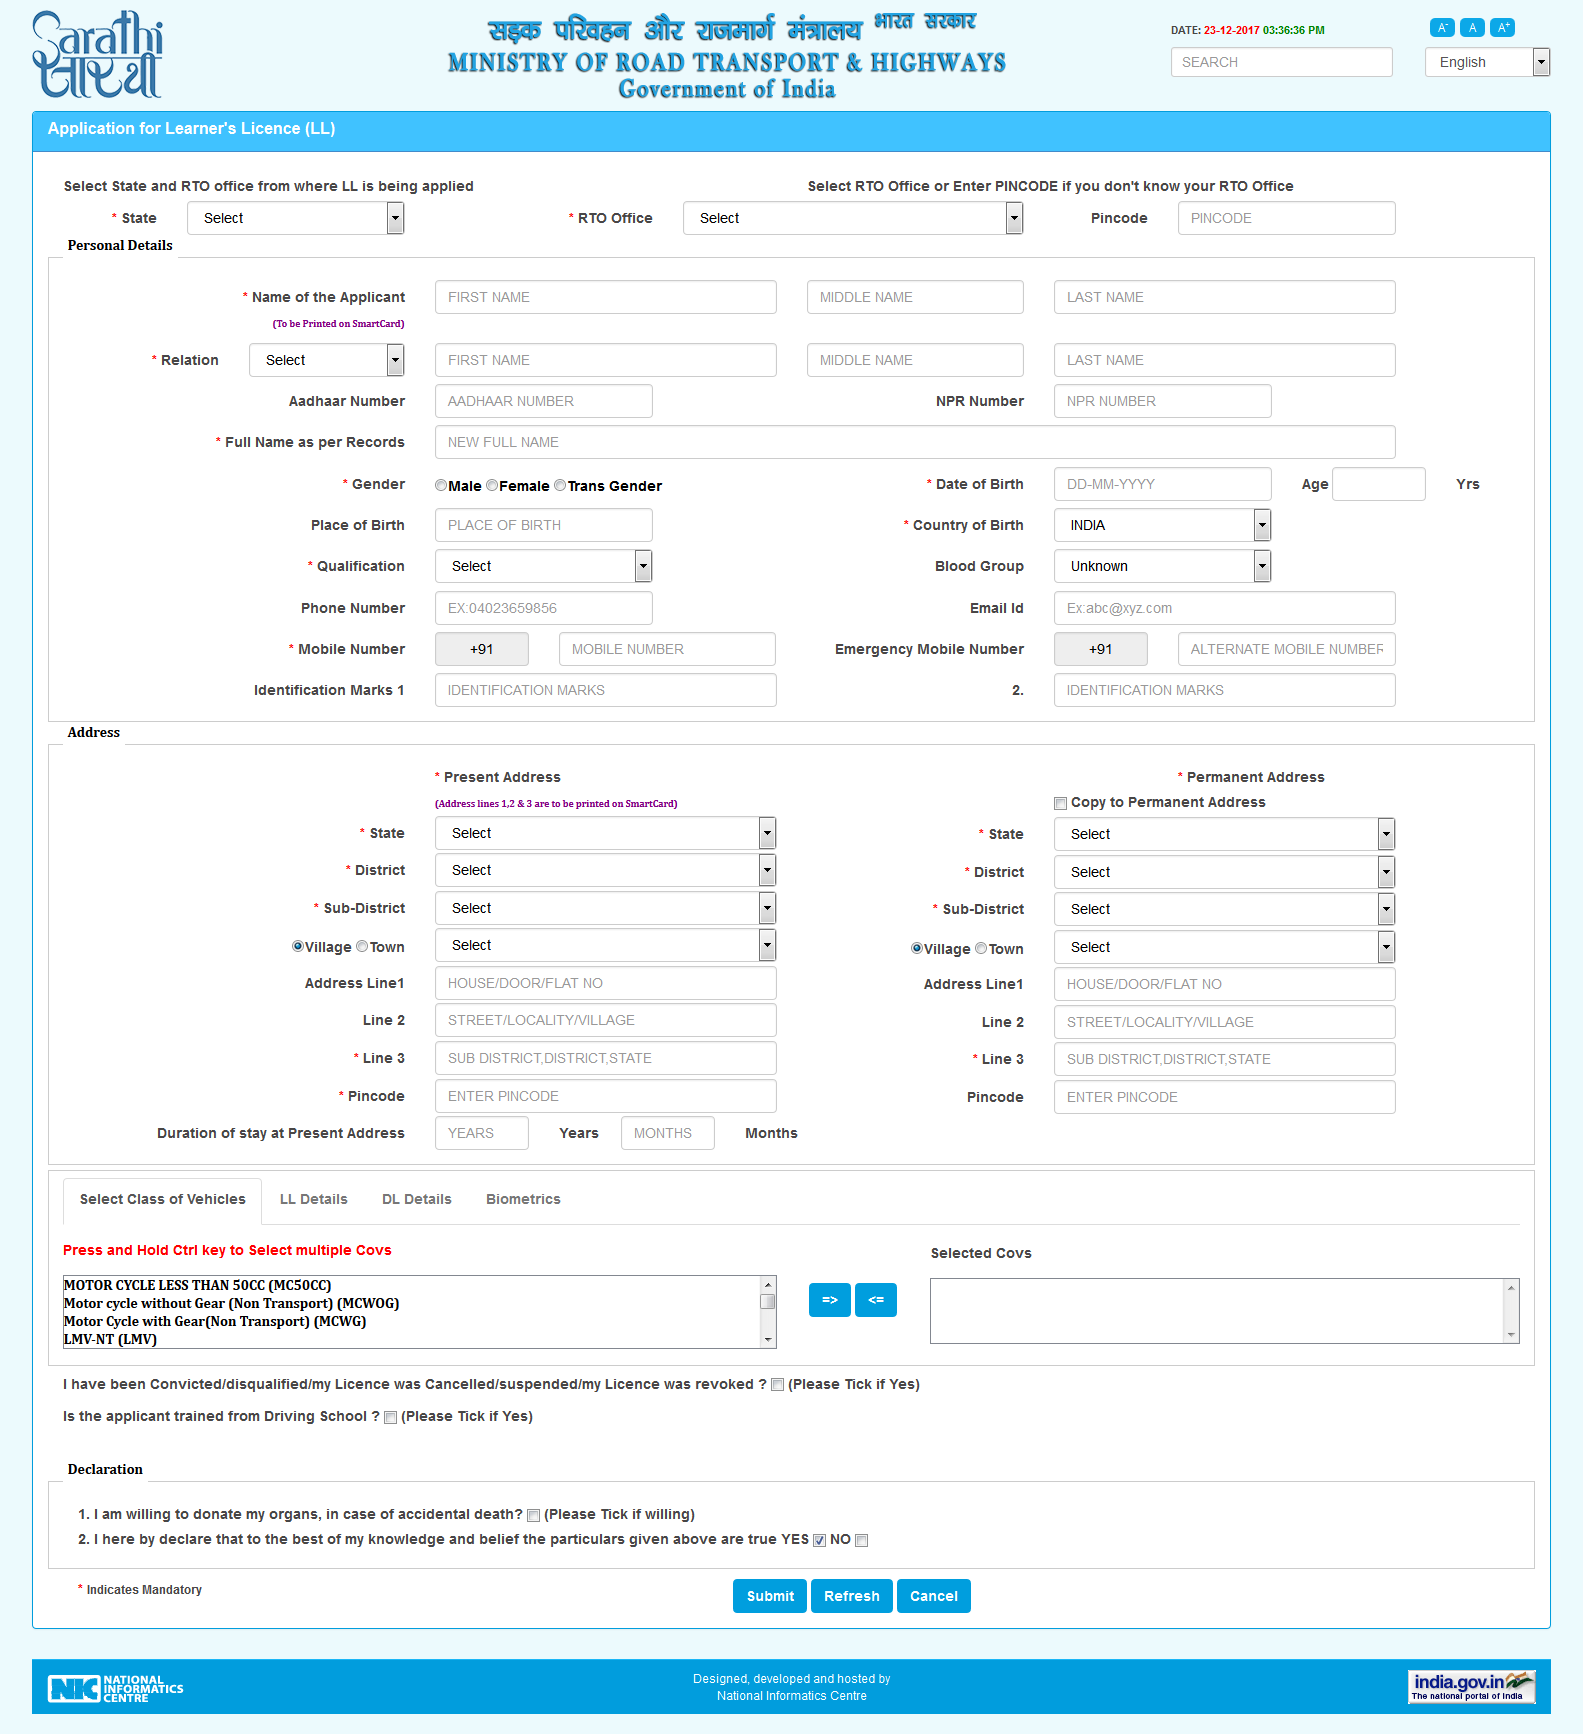 Sarathi
सारथी
सड़क परिवहन और राजमार्ग मंत्रालय भारत सरकार
MINISTRY OF ROAD TRANSPORT & HIGHWAYS
Government of India
DATE: 23-12-2017 03:36:36 PM
A- A A+
SEARCH
English
Application for Learner's Licence (LL)
Select State and RTO office from where LL is being applied
Select RTO Office or Enter PINCODE if you don't know your RTO Office
* State Select * RTO Office Select Pincode PINCODE
Personal Details
* Name of the Applicant FIRST NAME MIDDLE NAME LAST NAME
(To be Printed on SmartCard)
* Relation Select FIRST NAME MIDDLE NAME LAST NAME
Aadhaar Number AADHAAR NUMBER NPR Number NPR NUMBER
* Full Name as per Records NEW FULL NAME
* Gender Male Female Trans Gender * Date of Birth DD-MM-YYYY Age Yrs
Place of Birth PLACE OF BIRTH * Country of Birth INDIA
* Qualification Select Blood Group Unknown
Phone Number EX:04023659856 Email Id Ex:abc@xyz.com
* Mobile Number +91 MOBILE NUMBER Emergency Mobile Number +91 ALTERNATE MOBILE NUMBER
Identification Marks 1 IDENTIFICATION MARKS 2. IDENTIFICATION MARKS
Address
* Present Address * Permanent Address
(Address lines 1,2 & 3 are to be printed on SmartCard) Copy to Permanent Address
* State Select * State Select
* District Select * District Select
* Sub-District Select * Sub-District Select
Village Town Select Village Town Select
Address Line1 HOUSE/DOOR/FLAT NO Address Line1 HOUSE/DOOR/FLAT NO
Line 2 STREET/LOCALITY/VILLAGE Line 2 STREET/LOCALITY/VILLAGE
* Line 3 SUB DISTRICT,DISTRICT,STATE * Line 3 SUB DISTRICT,DISTRICT,STATE
* Pincode ENTER PINCODE Pincode ENTER PINCODE
Duration of stay at Present Address YEARS Years MONTHS Months
Select Class of Vehicles LL Details DL Details Biometrics
Press and Hold Ctrl key to Select multiple Covs
Selected Covs
MOTOR CYCLE LESS THAN 50CC (MC50CC)
Motor cycle without Gear (Non Transport) (MCWOG)
Motor Cycle with Gear(Non Transport) (MCWG)
LMV-NT (LMV)
=> <=
I have been Convicted/disqualified/my Licence was Cancelled/suspended/my Licence was revoked ? (Please Tick if Yes)
Is the applicant trained from Driving School ? (Please Tick if Yes)
Declaration
1. I am willing to donate my organs, in case of accidental death? (Please Tick if willing)
2. I here by declare that to the best of my knowledge and belief the particulars given above are true YES NO
* Indicates Mandatory
Submit Refresh Cancel
NIC NATIONAL
INFORMATICS
CENTRE
Designed, developed and hosted by
National Informatics Centre
india.gov.in
The national portal of India